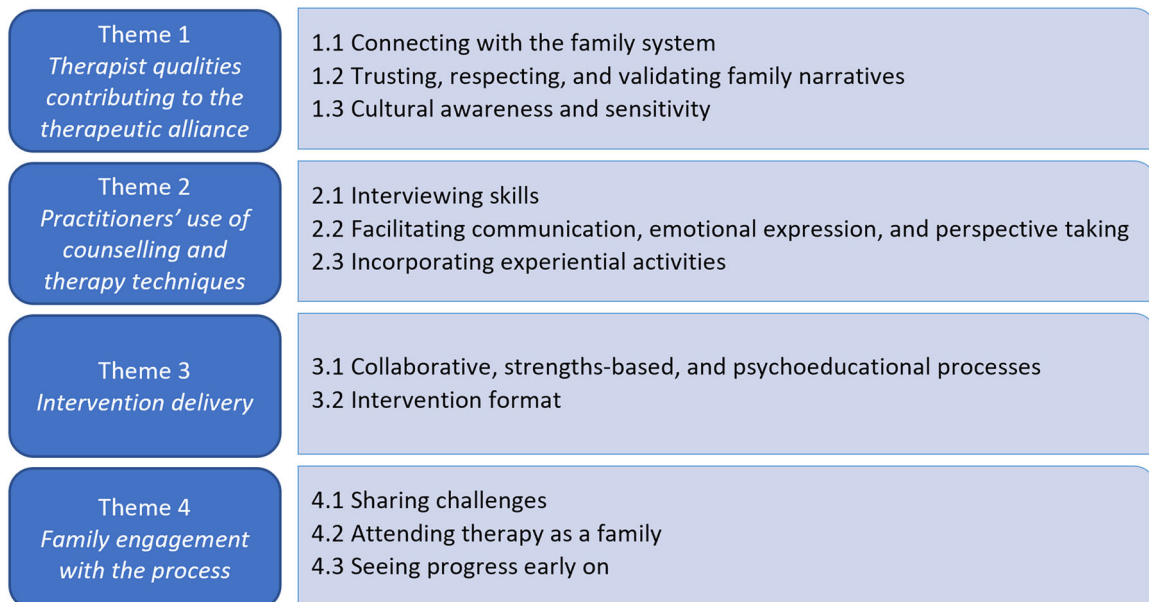 Theme 1
Therapist qualities
contributing to the
therapeutic alliance
1.1 Connecting with the family system
1.2 Trusting, respecting, and validating family narratives
1.3 Cultural awareness and sensitivity
Theme 2
Practitioners’ use of
counselling and
therapy techniques
2.1 Interviewing skills
2.2 Facilitating communication, emotional expression, and perspective taking
2.3 Incorporating experiential activities
Theme 3
Intervention delivery
3.1 Collaborative, strengths-based, and psychoeducational processes
3.2 Intervention format
Theme 4
Family engagement
with the process
4.1 Sharing challenges
4.2 Attending therapy as a family
4.3 Seeing progress early on